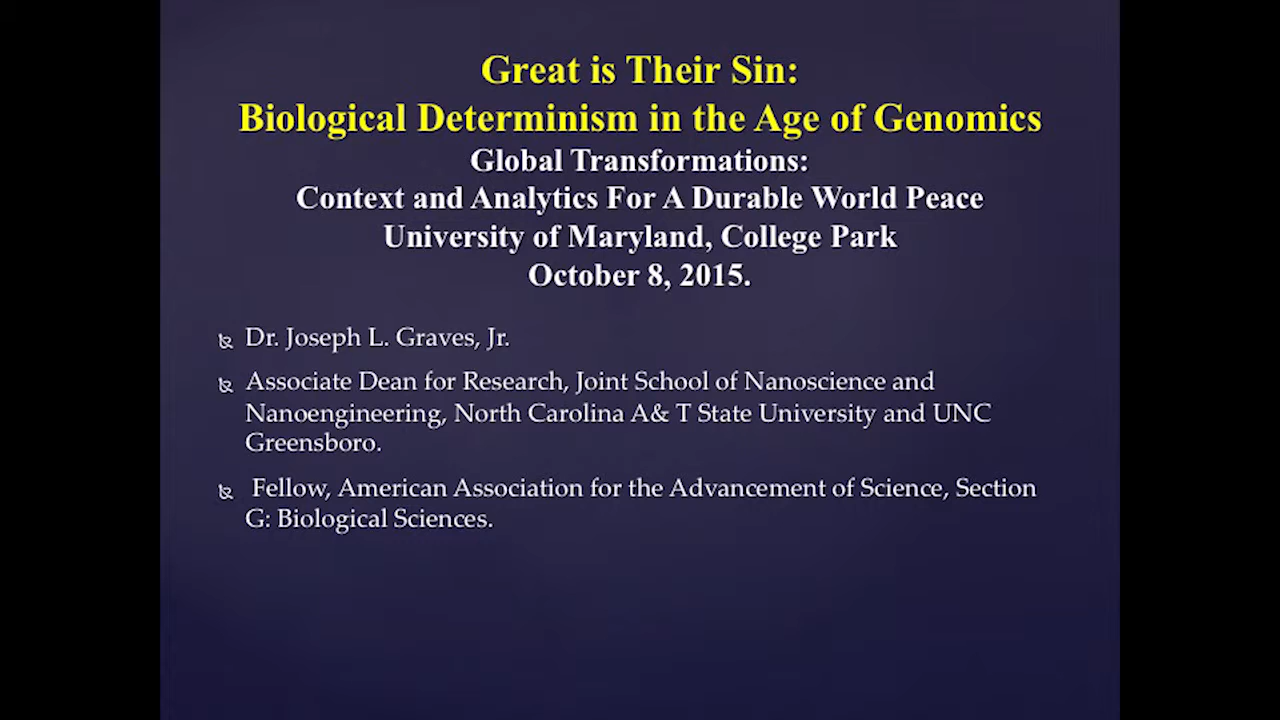 Great is Their Sin:
Biological Determinism in the Age of Genomics
Global Transformations:
Context and Analytics For A Durable World Peace
University of Maryland, College Park
October 8, 2015.
Dr. Joseph L. Graves, Jr.
Associate Dean for Research, Joint School of Nanoscience and
Nanoengineering, North Carolina A& T State University and UNC
Greensboro.
Fellow, American Association for the Advancement of Science, Section
G: Biological Sciences.